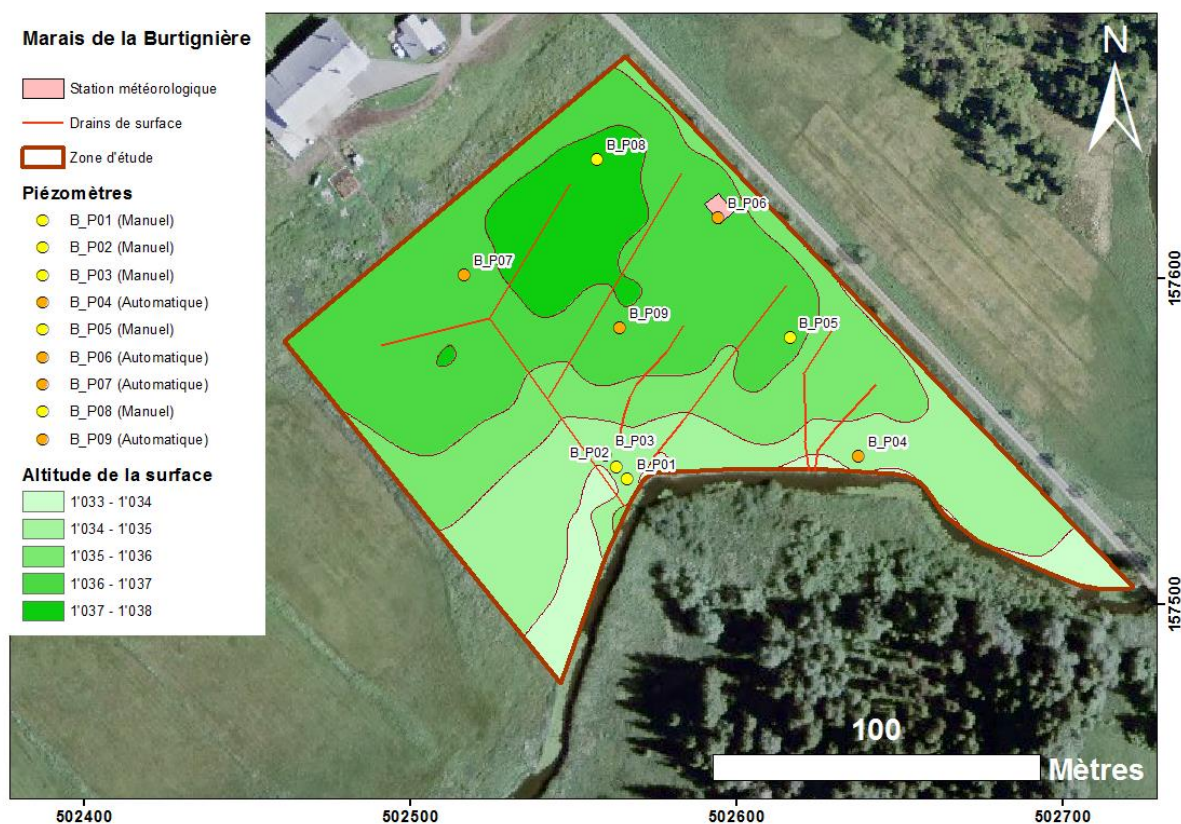 Marais de la Burtignière
Station météorologique
Drains de surface
Zone d'étude
Piézomètres
B_P01 (Manuel)
B_P02 (Manuel)
B_P03 (Manuel)
B_P04 (Automatique)
B_P05 (Manuel)
B_P06 (Automatique)
B_P07 (Automatique)
B_P08 (Manuel)
B_P09 (Automatique)
Altitude de la surface
1'033 - 1'034
1'034 - 1'035
1'035 - 1'036
1'036 - 1'037
1'037 - 1'038
N
B_P08
B_P06
B_P07
B_P09
B_P05
B_P03
B_P02
B_P01
B_P04
157600
157500
100
Mètres
502400
502500
502600
502700